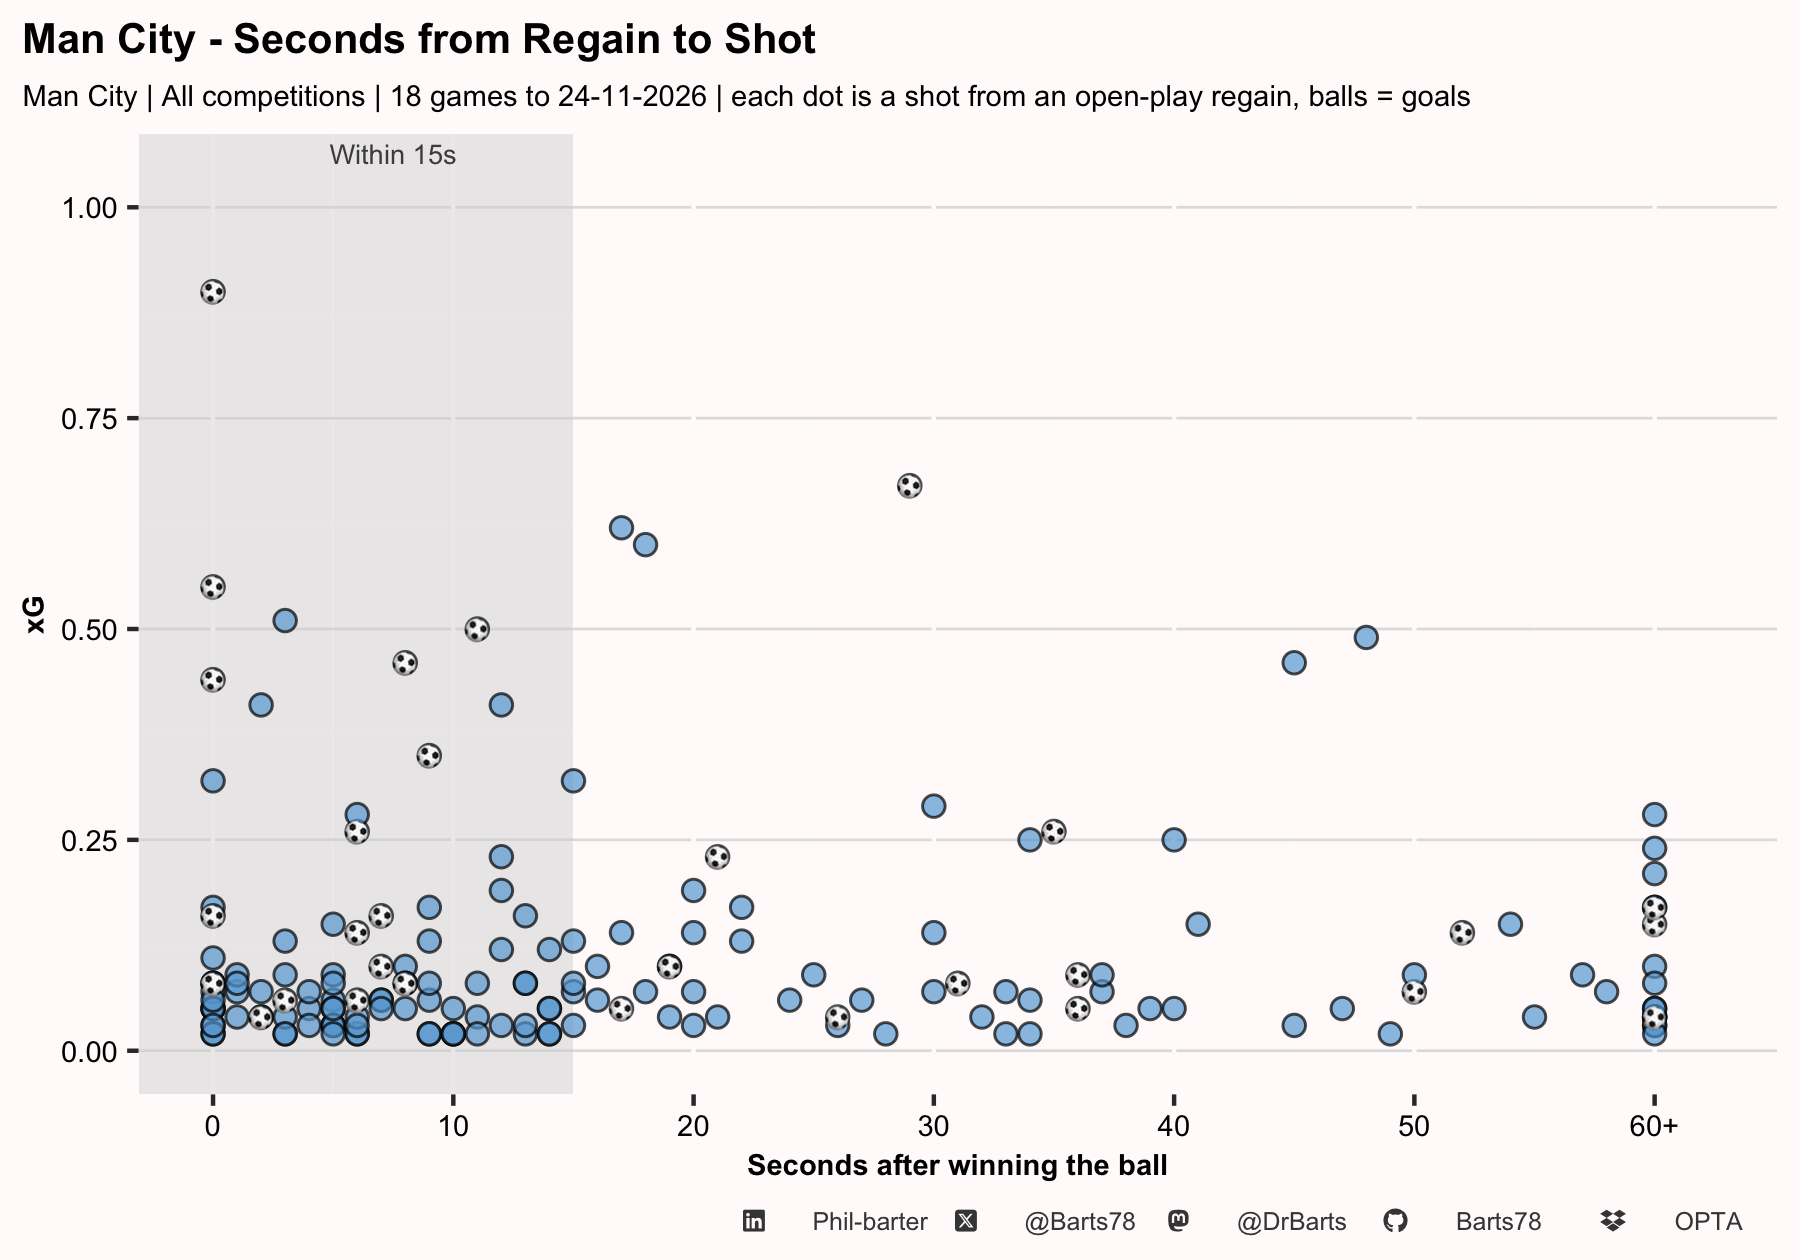 Man City - Seconds from Regain to Shot
Man City | All competitions | 18 games to 24-11-2026 | each dot is a shot from an open-play regain, balls = goals
Within 15s
1.00
0.75
0.50
0.25
0.00
xG
0 10 20 30 40 50 60+
Seconds after winning the ball
Phil-barter @Barts78 @DrBarts Barts78 OPTA